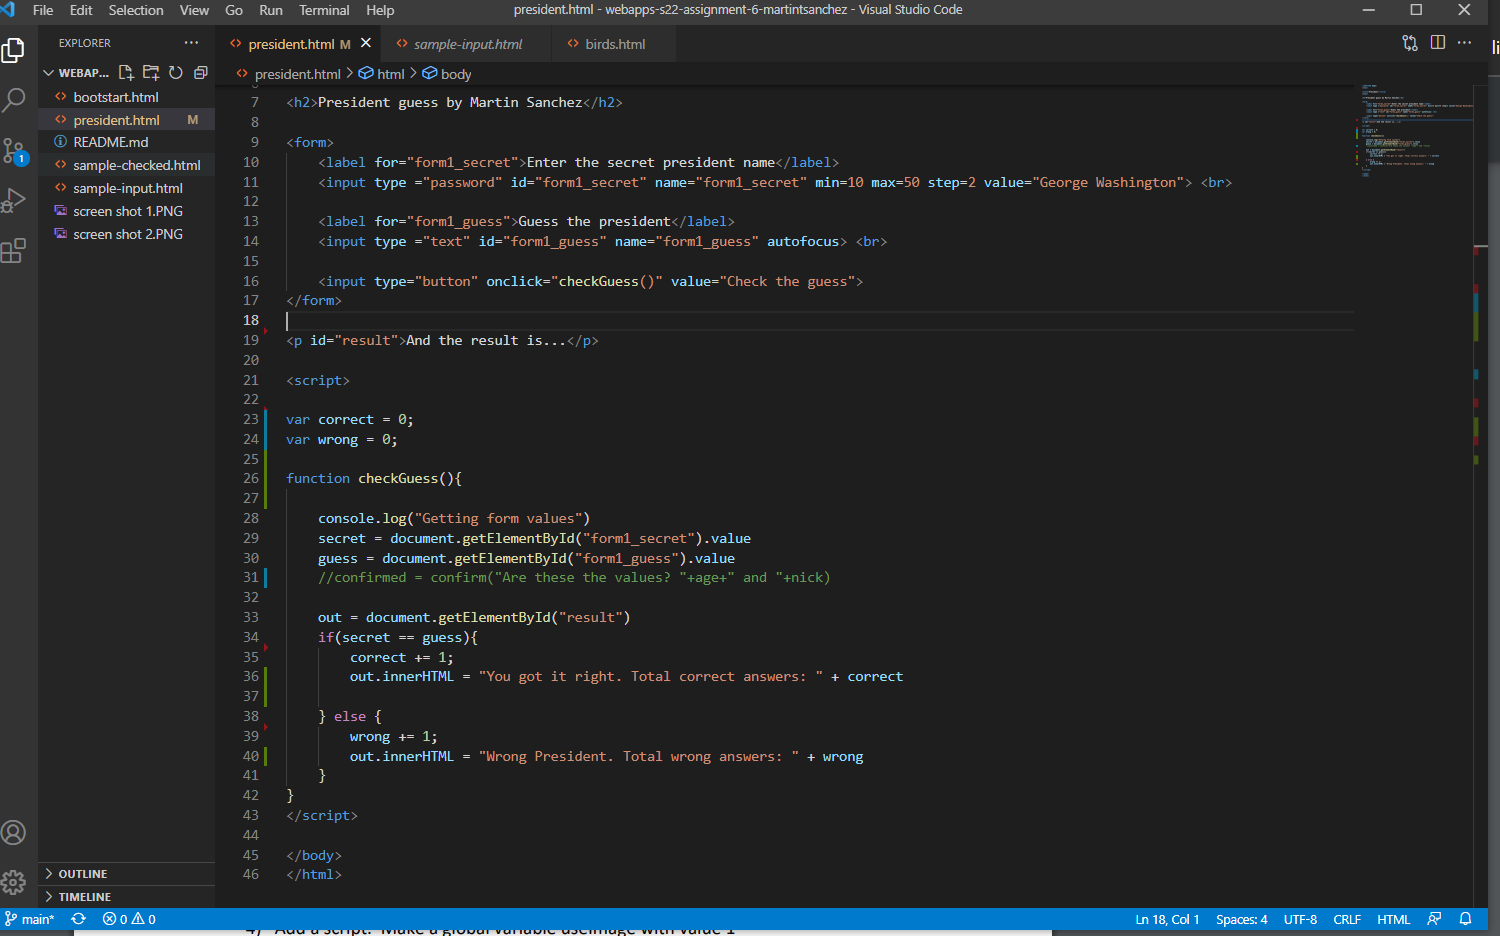 File Edit Selection View Go Run Terminal Help
president.html - webapps-s22-assignment-6-martintsanchez - Visual Studio Code
EXPLORER
WEBAP...
bootstart.html
president.html M
README.md
sample-checked.html
sample-input.html
screen shot 1.PNG
screen shot 2.PNG
OUTLINE
TIMELINE
president.html M
sample-input.html
birds.html
president.html > html > body
7 <h2>President guess by Martin Sanchez</h2>
8
9 <form>
10 <label for="form1_secret">Enter the secret president name</label>
11 <input type ="password" id="form1_secret" name="form1_secret" min=10 max=50 step=2 value="George Washington"> <br>
12
13 <label for="form1_guess">Guess the president</label>
14 <input type ="text" id="form1_guess" name="form1_guess" autofocus> <br>
15
16 <input type="button" onclick="checkGuess()" value="Check the guess">
17 </form>
18
19 <p id="result">And the result is...</p>
20
21 <script>
22
23 var correct = 0;
24 var wrong = 0;
25
26 function checkGuess(){
27
28 console.log("Getting form values")
29 secret = document.getElementById("form1_secret").value
30 guess = document.getElementById("form1_guess").value
31 //confirmed = confirm("Are these the values? "+age+" and "+nick)
32
33 out = document.getElementById("result")
34 if(secret == guess){
35 correct += 1;
36 out.innerHTML = "You got it right. Total correct answers: " + correct
37
38 } else {
39 wrong += 1;
40 out.innerHTML = "Wrong President. Total wrong answers: " + wrong
41 }
42 }
43 </script>
44
45 </body>
46 </html>
main* 0 0
Ln 18, Col 1 Spaces: 4 UTF-8 CRLF HTML
1
li